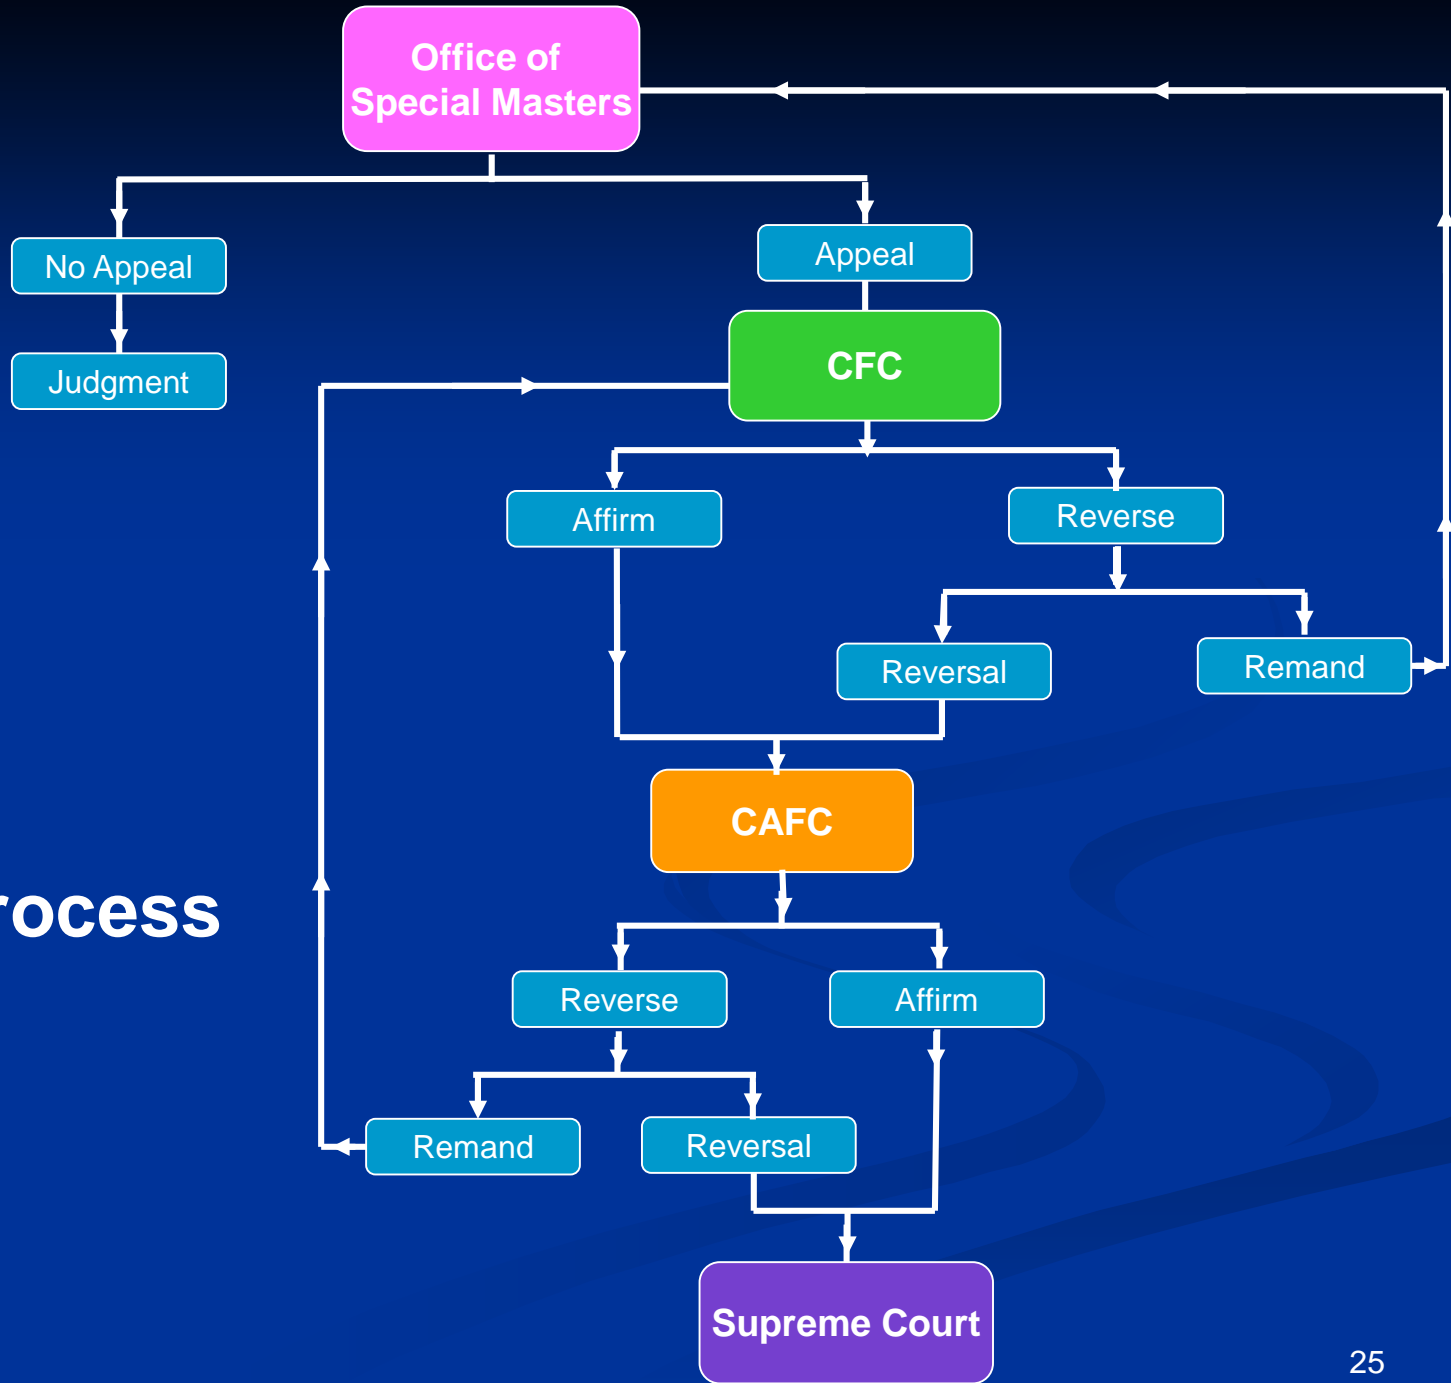 Office of
Special Masters
No Appeal
Appeal
Judgment
CFC
Affirm
Reverse
Reversal
Remand
CAFC
rocess
Reverse
Affirm
Remand
Reversal
Supreme Court
25